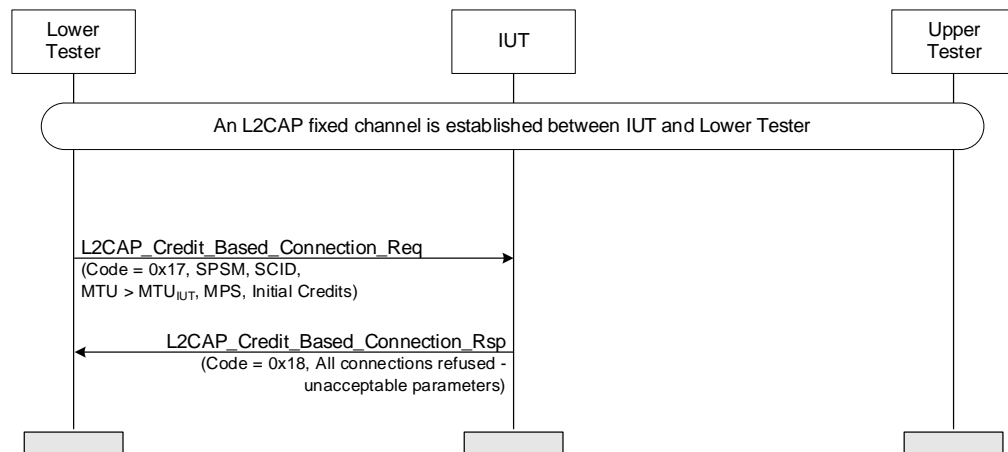 Lower
Tester
IUT
Upper
Tester
An L2CAP fixed channel is established between IUT and Lower Tester
L2CAP_Credit_Based_Connection_Req
(Code = 0x17, SPSM, SCID,
MTU > MTUIUT, MPS, Initial Credits)
L2CAP_Credit_Based_Connection_Rsp
(Code = 0x18, All connections refused -
unacceptable parameters)